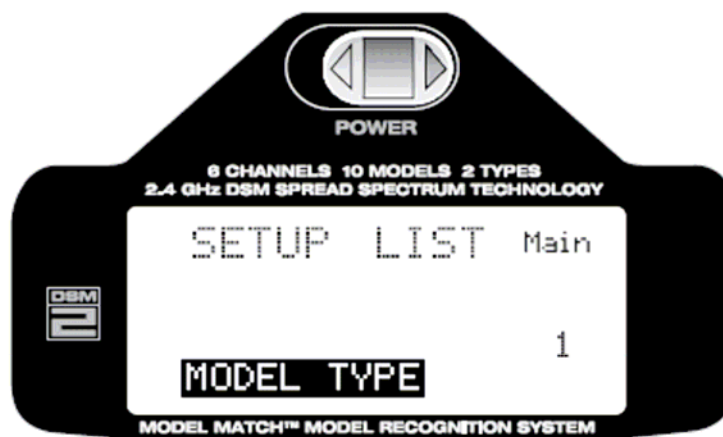 POWER
6 CHANNELS 10 MODELS 2 TYPES
2.4 GHz DSM SPREAD SPECTRUM TECHNOLOGY
SETUP LIST Main
DSM
2
1
MODEL TYPE
MODEL MATCH™ MODEL RECOGNITION SYSTEM